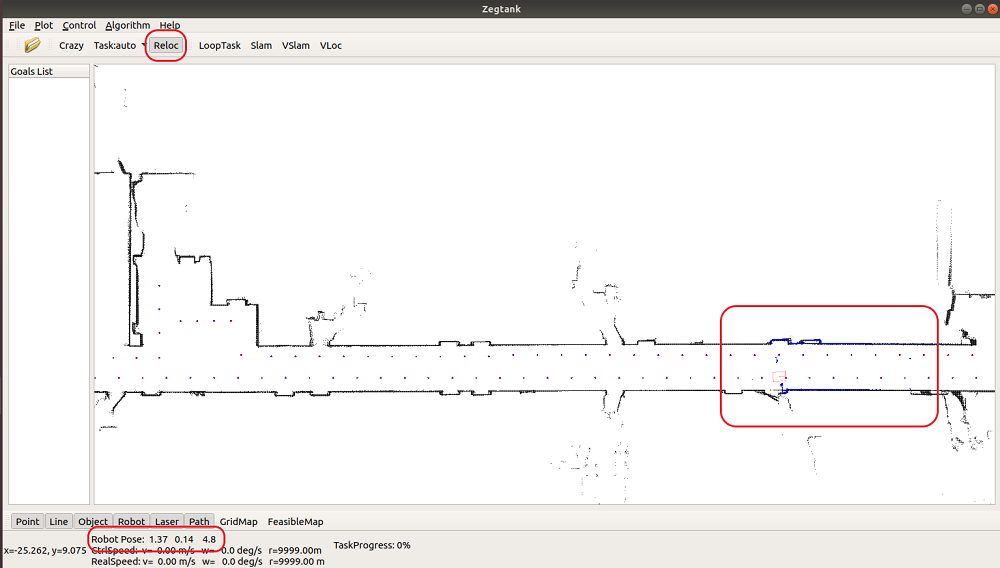 Zegtank
File Plot Control Algorithm Help
Crazy Task:auto Reloc LoopTask Slam VSlam VLoc
Goals List
Point Line Object Robot Laser Path GridMap FeasibleMap
Robot Pose: 1.37 0.14 4.8
x=-25.262, y=9.075 CtrlSpeed: v= 0.00 m/s w= 0.0 deg/s r=9999.00m
TaskProgress: 0%
RealSpeed: v= 0.00 m/s w= 0.0 deg/s r=9999.00 m